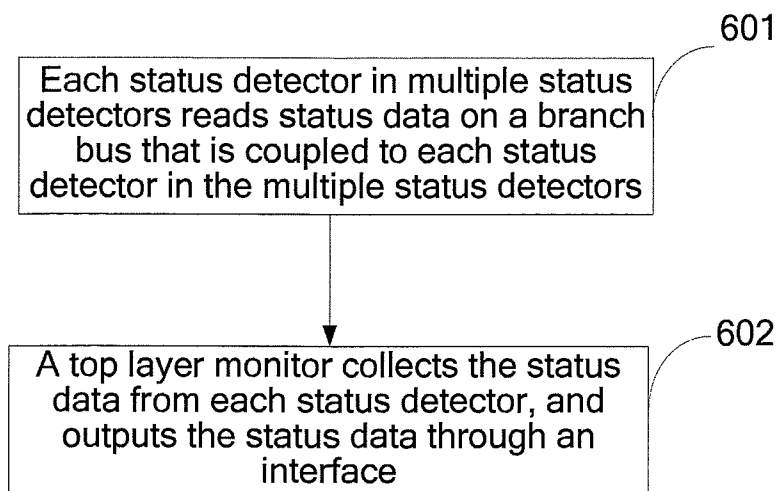 601
Each status detector in multiple status
detectors reads status data on a branch
bus that is coupled to each status
detector in the multiple status detectors
602
A top layer monitor collects the status
data from each status detector, and
outputs the status data through an
interface